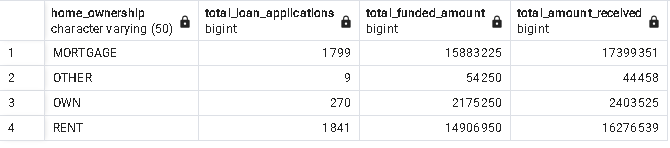 home_ownership total_loan_applications total_funded_amount total_amount_received
character varying (50) bigint bigint bigint
1 MORTGAGE 1799 15883225 17399351
2 OTHER 9 54250 44458
3 OWN 270 2175250 2403525
4 RENT 1841 14906950 16276539